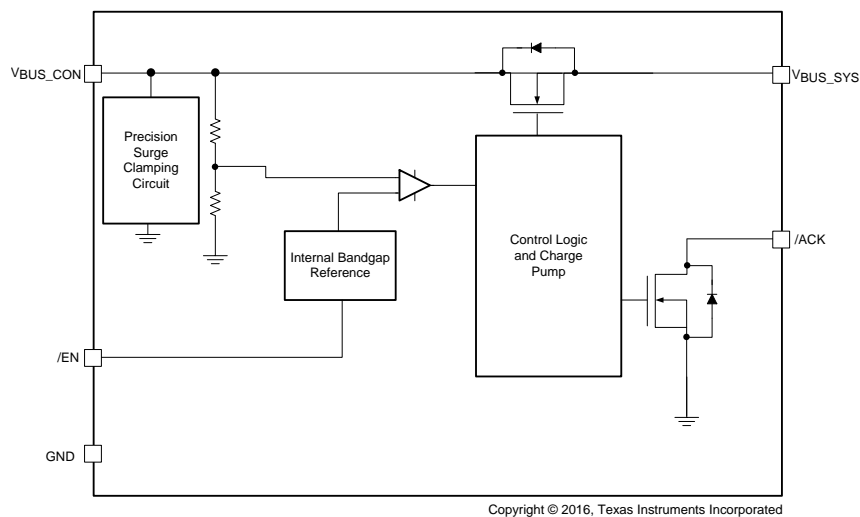 VBUS_CON
VBUS_SYS
Precision
Surge
Clamping
Circuit
Control Logic
and Charge
Pump
/ACK
Internal Bandgap
Reference
/EN
GND
Copyright © 2016, Texas Instruments Incorporated